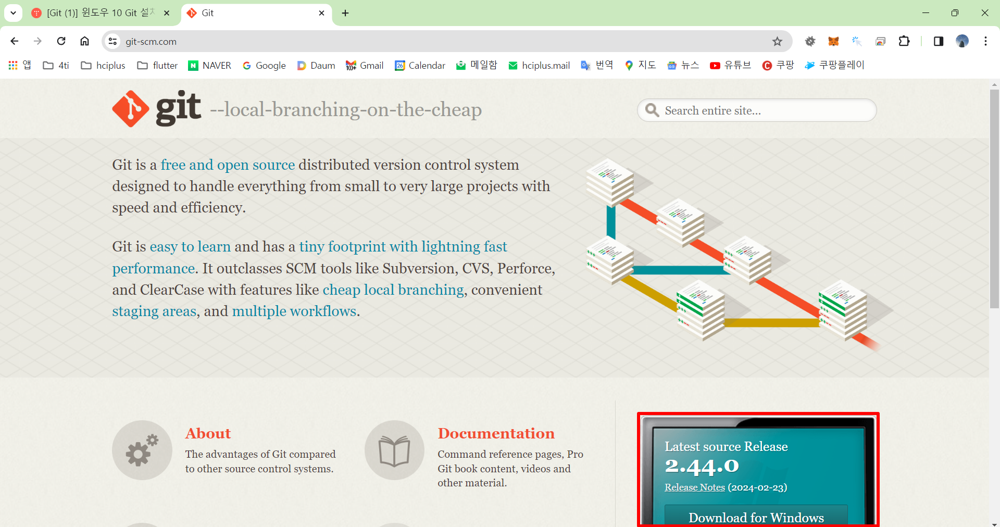 [Git (1)] 윈도우 10 Git 설치
Git
git-scm.com
앱
4ti
hciplus
flutter
NAVER
Google
Daum
Gmail
Calendar
메일함
hciplus.mail
번역
지도
뉴스
유튜브
쿠팡
쿠팡플레이
git --local-branching-on-the-cheap
Search entire site...
Git is a free and open source distributed version control system
designed to handle everything from small to very large projects with
speed and efficiency.
Git is easy to learn and has a tiny footprint with lightning fast
performance. It outclasses SCM tools like Subversion, CVS, Perforce,
and ClearCase with features like cheap local branching, convenient
staging areas, and multiple workflows.
About
The advantages of Git compared
to other source control systems.
Documentation
Command reference pages, Pro
Git book content, videos and
other material.
Latest source Release
2.44.0
Release Notes (2024-02-23)
Download for Windows